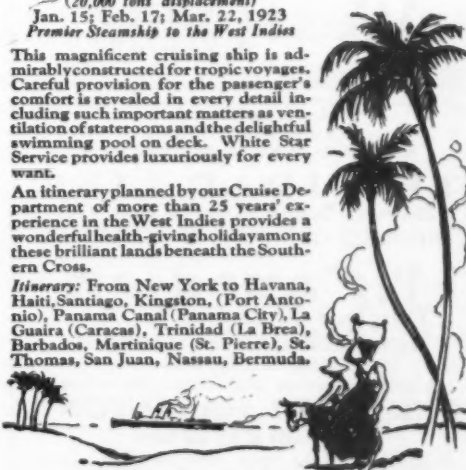 (20,000 tons displacement)
Jan. 15; Feb. 17; Mar. 22, 1923
Premier Steamship to the West Indies
This magnificent cruising ship is ad-
mirably constructed for tropic voyages.
Careful provision for the passenger's
comfort is revealed in every detail in-
cluding such important matters as ven-
tilation of staterooms and the delightful
swimming pool on deck. White Star
Service provides luxuriously for every
want.
An itinerary planned by our Cruise De-
partment of more than 25 years' ex-
perience in the West Indies provides a
wonderful health-giving holiday among
these brilliant lands beneath the South-
ern Cross.
Itinerary: From New York to Havana,
Haiti, Santiago, Kingston, (Port Anto-
nio), Panama Canal (Panama City), La
Guaira (Caracas), Trinidad (La Brea),
Barbados, Martinique (St. Pierre), St.
Thomas, San Juan, Nassau, Bermuda.